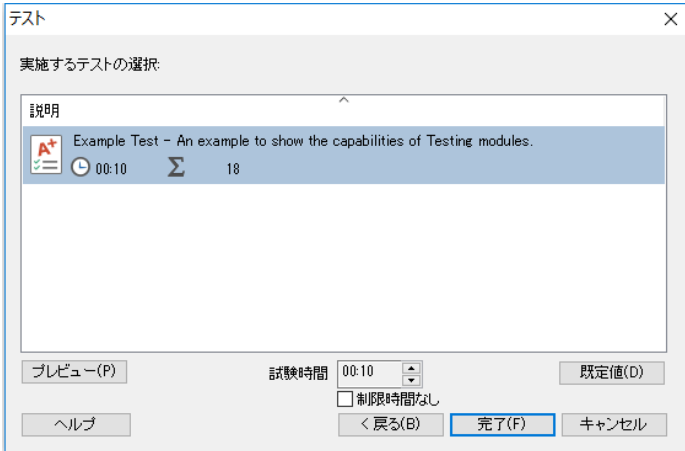 テスト
実施するテストの選択:
説明
A+
Example Test - An example to show the capabilities of Testing modules.
00:10 Σ 18
プレビュー(P) 試験時間 00:10 既定値(D)
制限時間なし
ヘルプ < 戻る(B) 完了(F) キャンセル